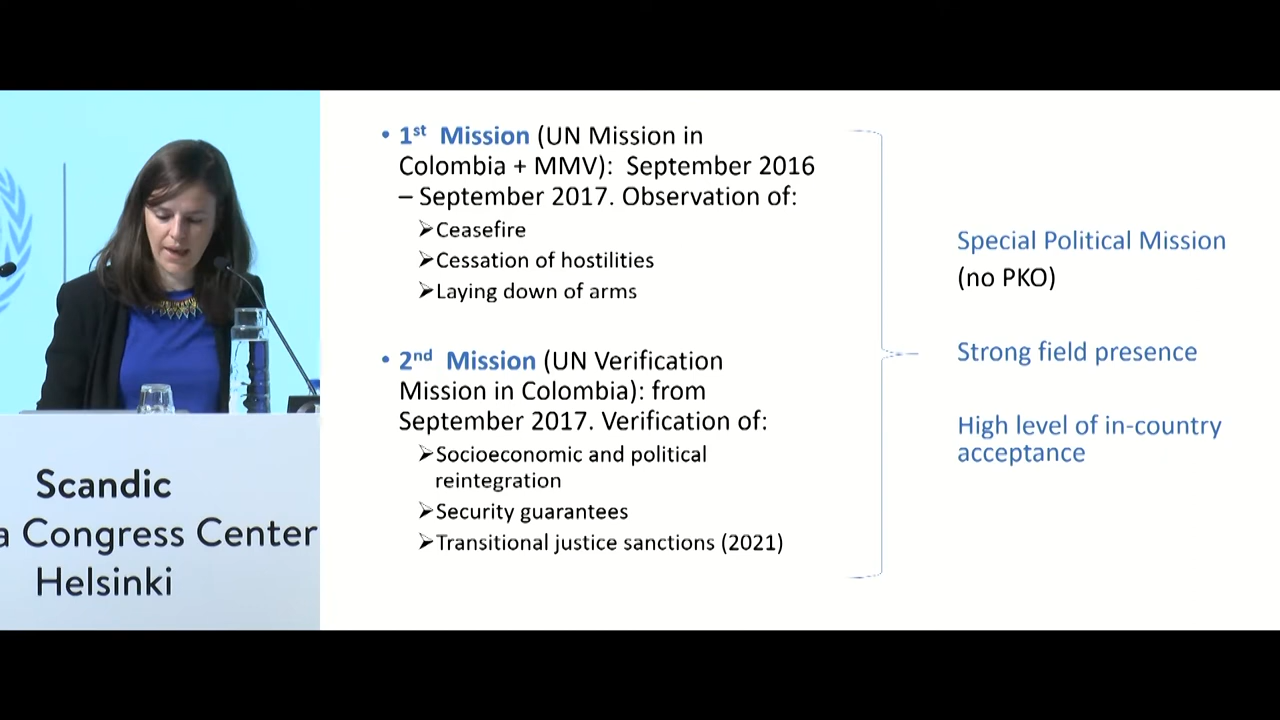 • 1st Mission (UN Mission in
Colombia + MMV): September 2016
– September 2017. Observation of:
➢Ceasefire
➢Cessation of hostilities
➢Laying down of arms
• 2nd Mission (UN Verification
Mission in Colombia): from
September 2017. Verification of:
➢Socioeconomic and political
reintegration
➢Security guarantees
➢Transitional justice sanctions (2021)
Special Political Mission
(no PKO)
Strong field presence
High level of in-country
acceptance
Scandic
a Congress Center
Helsinki